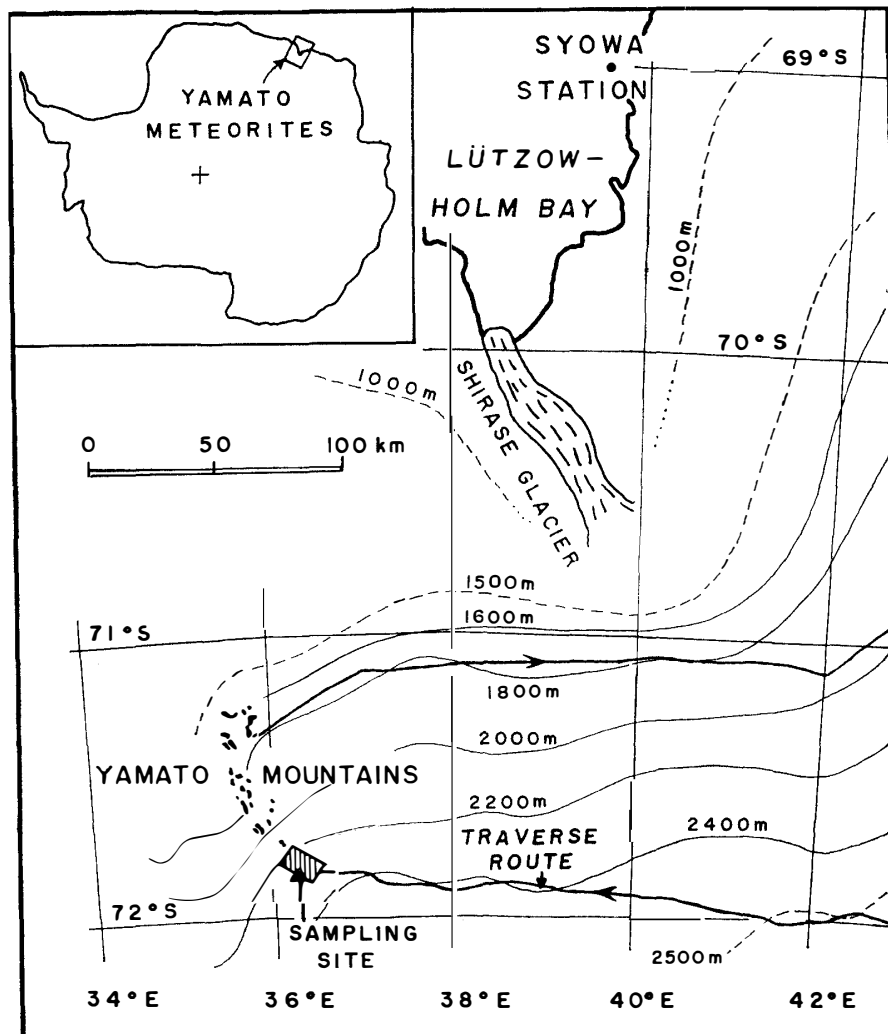 YAMATO
METEORITES
SYOWA
STATION
69°S
LÜTZOW–
HOLM BAY
1000m
70°S
1000m
SHIRASE GLACIER
0 50 100 km
1500m
1600m
71°S
1800m
2000m
YAMATO MOUNTAINS
2200m
2400m
TRAVERSE
ROUTE
72°S
SAMPLING
SITE
2500m
34°E 36°E 38°E 40°E 42°E